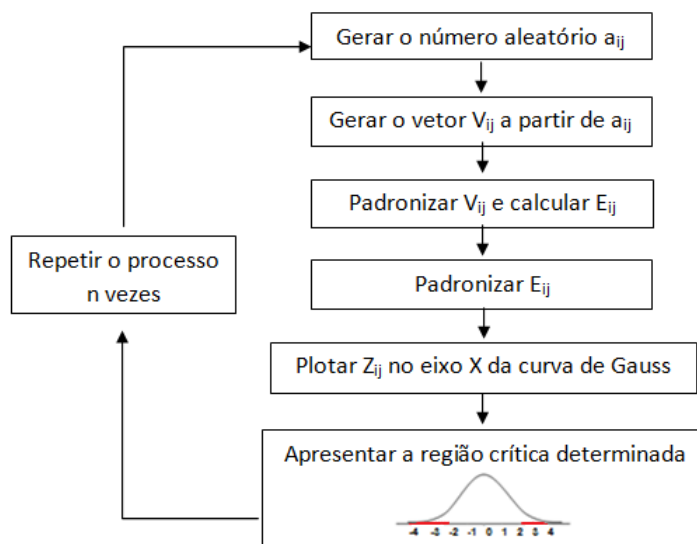 Gerar o número aleatório aij
Gerar o vetor Vij a partir de aij
Padronizar Vij e calcular Eij
Repetir o processo
n vezes
Padronizar Eij
Plotar Zij no eixo X da curva de Gauss
Apresentar a região crítica determinada
-4 -3 -2 -1 0 1 2 3 4